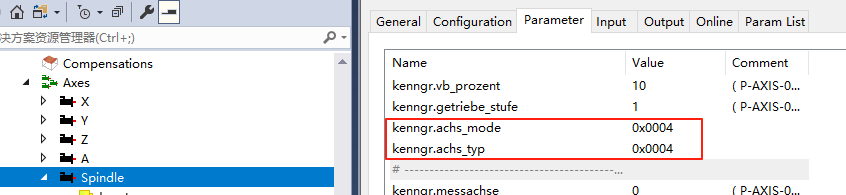 决方案资源管理器(Ctrl+;)
Compensations
Axes
X
Y
Z
A
Spindle
General Configuration Parameter Input Output Online Param List
Name Value Comment
kenngr.vb_prozent 10 ( P-AXIS-0...
kenngr.getriebe_stufe 1 ( P-AXIS-0...
kenngr.achs_mode 0x0004
kenngr.achs_typ 0x0004
# ------------------------------------------...
kenngr.messachse 0 ( P-AXIS-0...